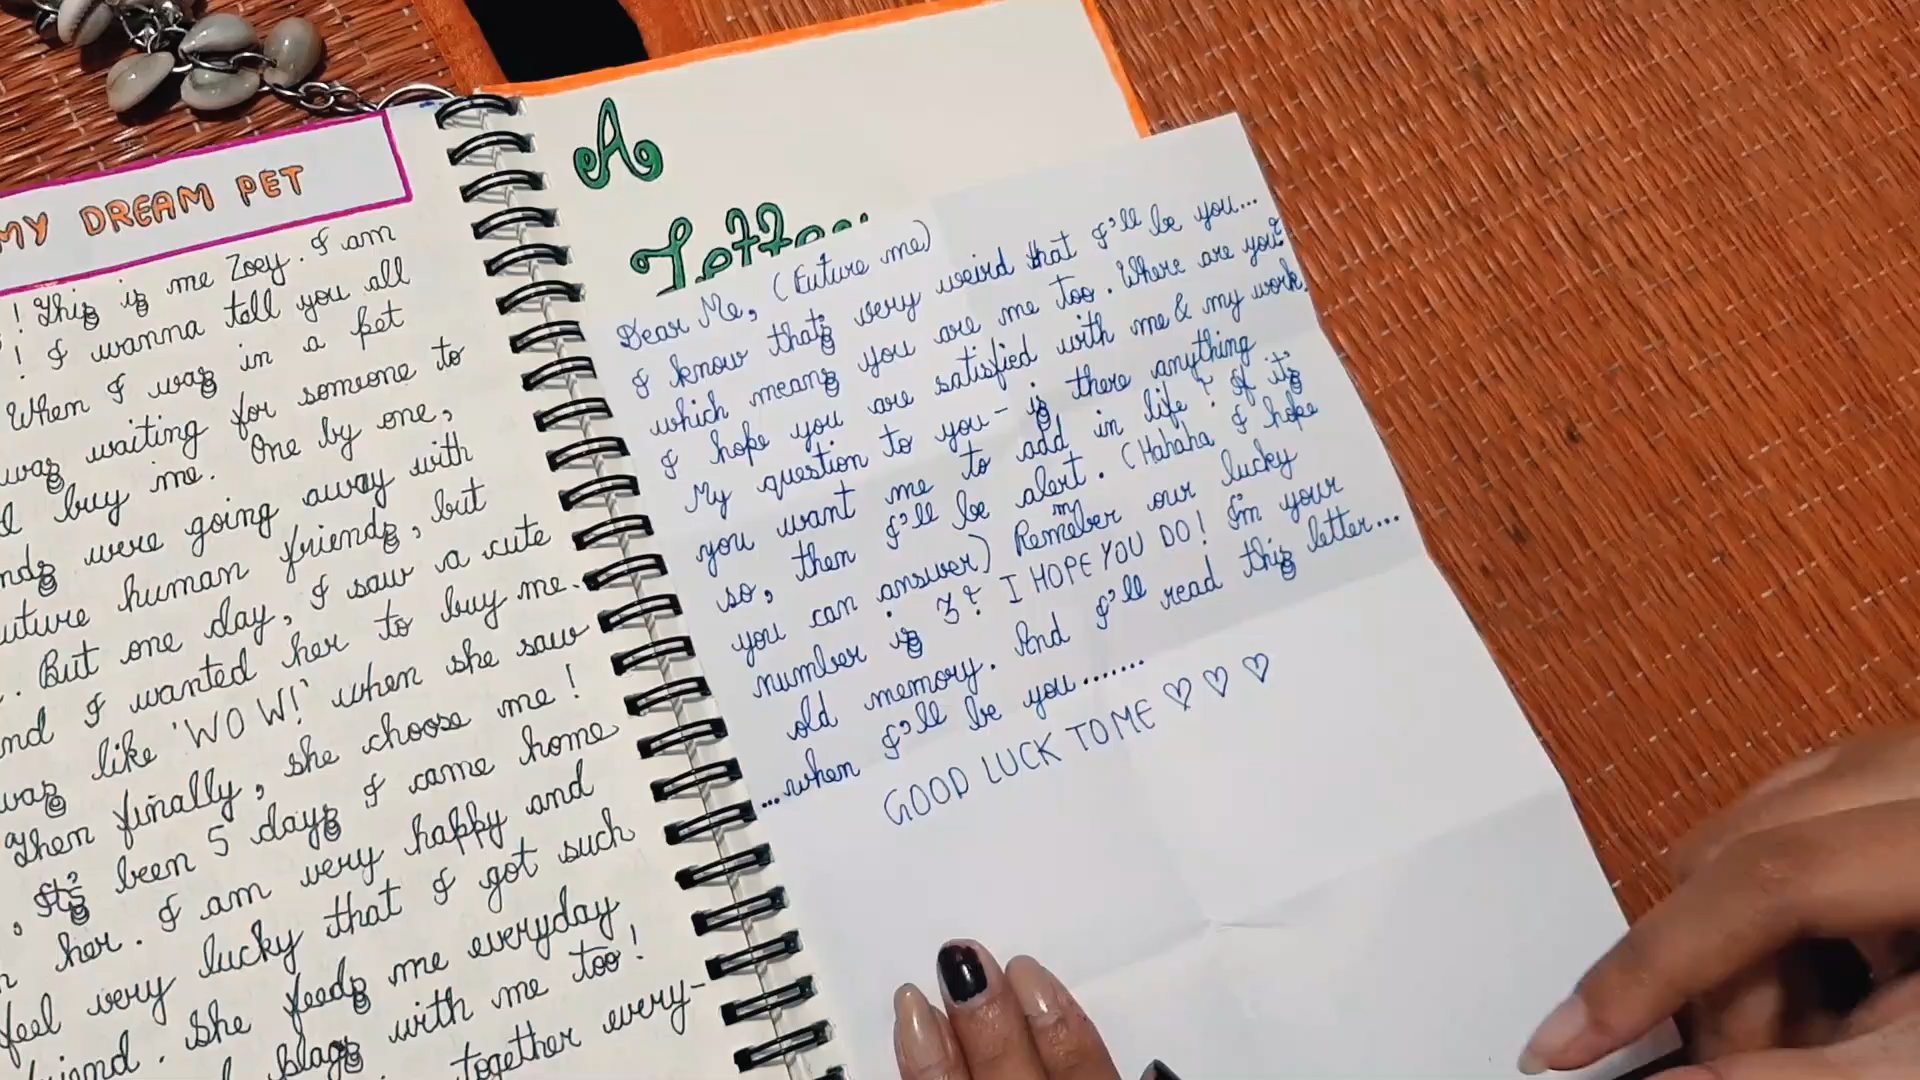 MY DREAM PET
! This is me Zoey. I am
! I wanna tell you all
When I was in a pet
was waiting for someone to
buy me. One by one,
were going away with
human friends, but
. But one day, I saw a cute
I wanted her to buy me.
was like 'WOW!' when she saw
Then finally, she choose me!
, It's been 5 days I came home
her. I am very happy and
feel very lucky that I got such
friend. She feeds me everyday
with me too!
together every-
A
Letter
Dear Me, (Future me)
I know that's very weird that I'll be you...
which means you are me too. Where are you?
I hope you are satisfied with me & my work.
My question to you- is there anything
you want me to add in life? If it's
so, then I'll be alert. (Hahaha I hope
you can answer) Remember our lucky
number is 3? I HOPE YOU DO! I'm your
old memory. And I'll read this letter...
...when I'll be you.......
GOOD LUCK TO ME ♡ ♡ ♡